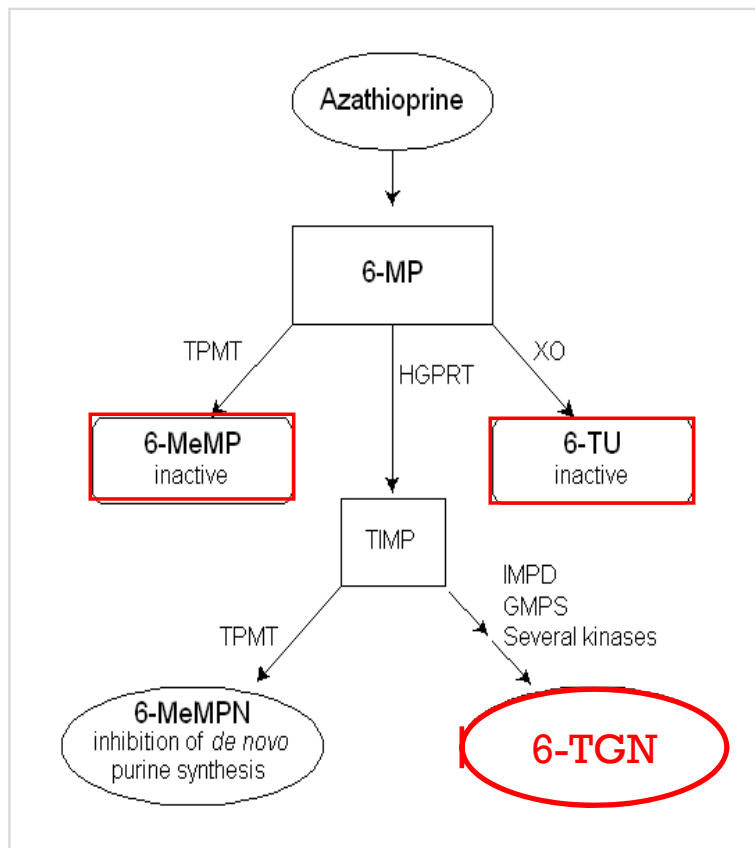 Azathioprine
6-MP
TPMT
HGPRT
XO
6-MeMP
inactive
6-TU
inactive
TIMP
IMPD
GMPS
Several kinases
TPMT
6-MeMPN
inhibition of de novo
purine synthesis
6-TGN